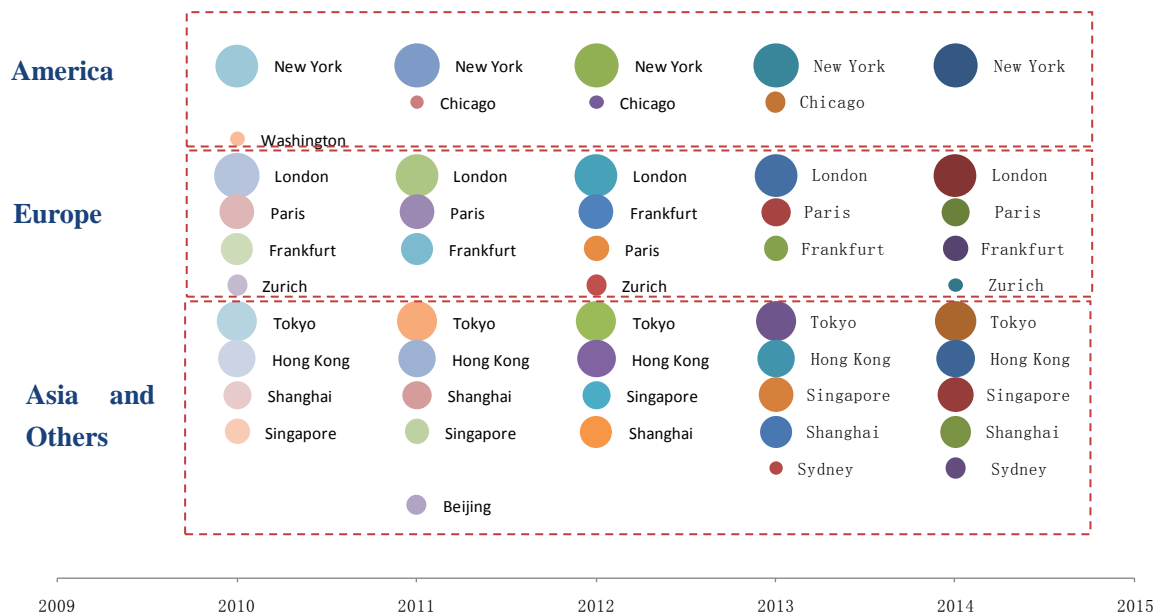 America
New York New York New York New York New York
Chicago Chicago Chicago
Washington
London London London London London
Europe
Paris Paris Frankfurt Paris Paris
Frankfurt Frankfurt Paris Frankfurt Frankfurt
Zurich Zurich Zurich
Tokyo Tokyo Tokyo Tokyo Tokyo
Hong Kong Hong Kong Hong Kong Hong Kong Hong Kong
Asia and
Others
Shanghai Shanghai Singapore Singapore Singapore
Singapore Singapore Shanghai Shanghai Shanghai
Sydney Sydney
Beijing
2009 2010 2011 2012 2013 2014 2015